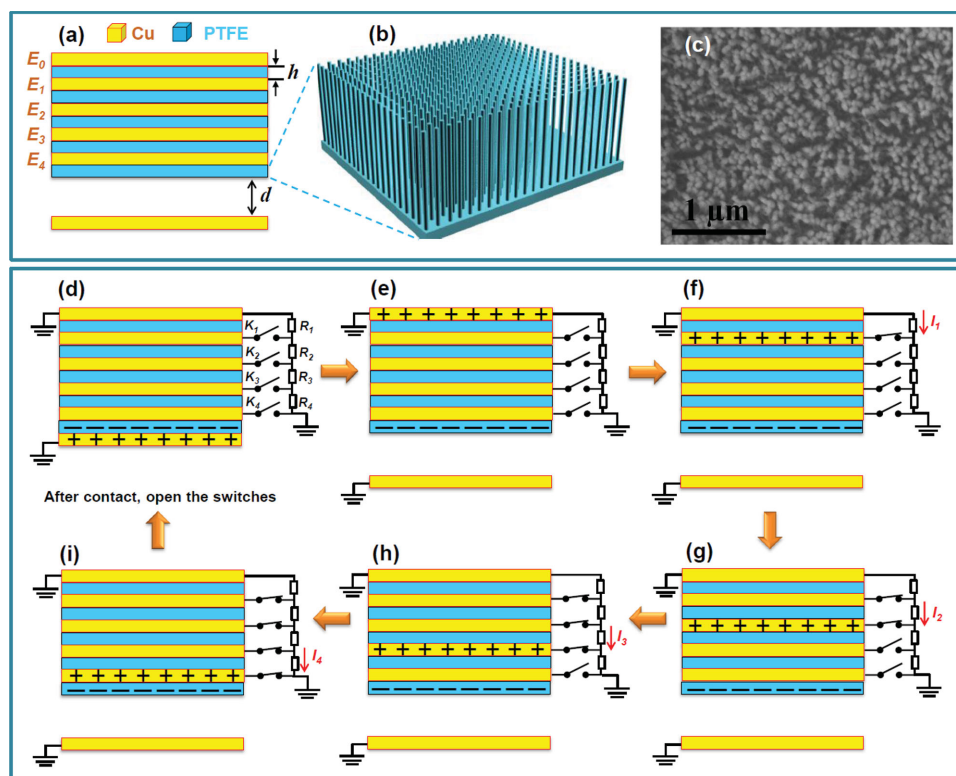 (a)
Cu
PTFE
E0
E1
E2
E3
E4
h
d
(b)
(c)
1 μm
(d)
K1
R1
K2
R2
K3
R3
K4
R4
(e)
(f)
I1
After contact, open the switches
(i)
I4
(h)
I3
(g)
I2